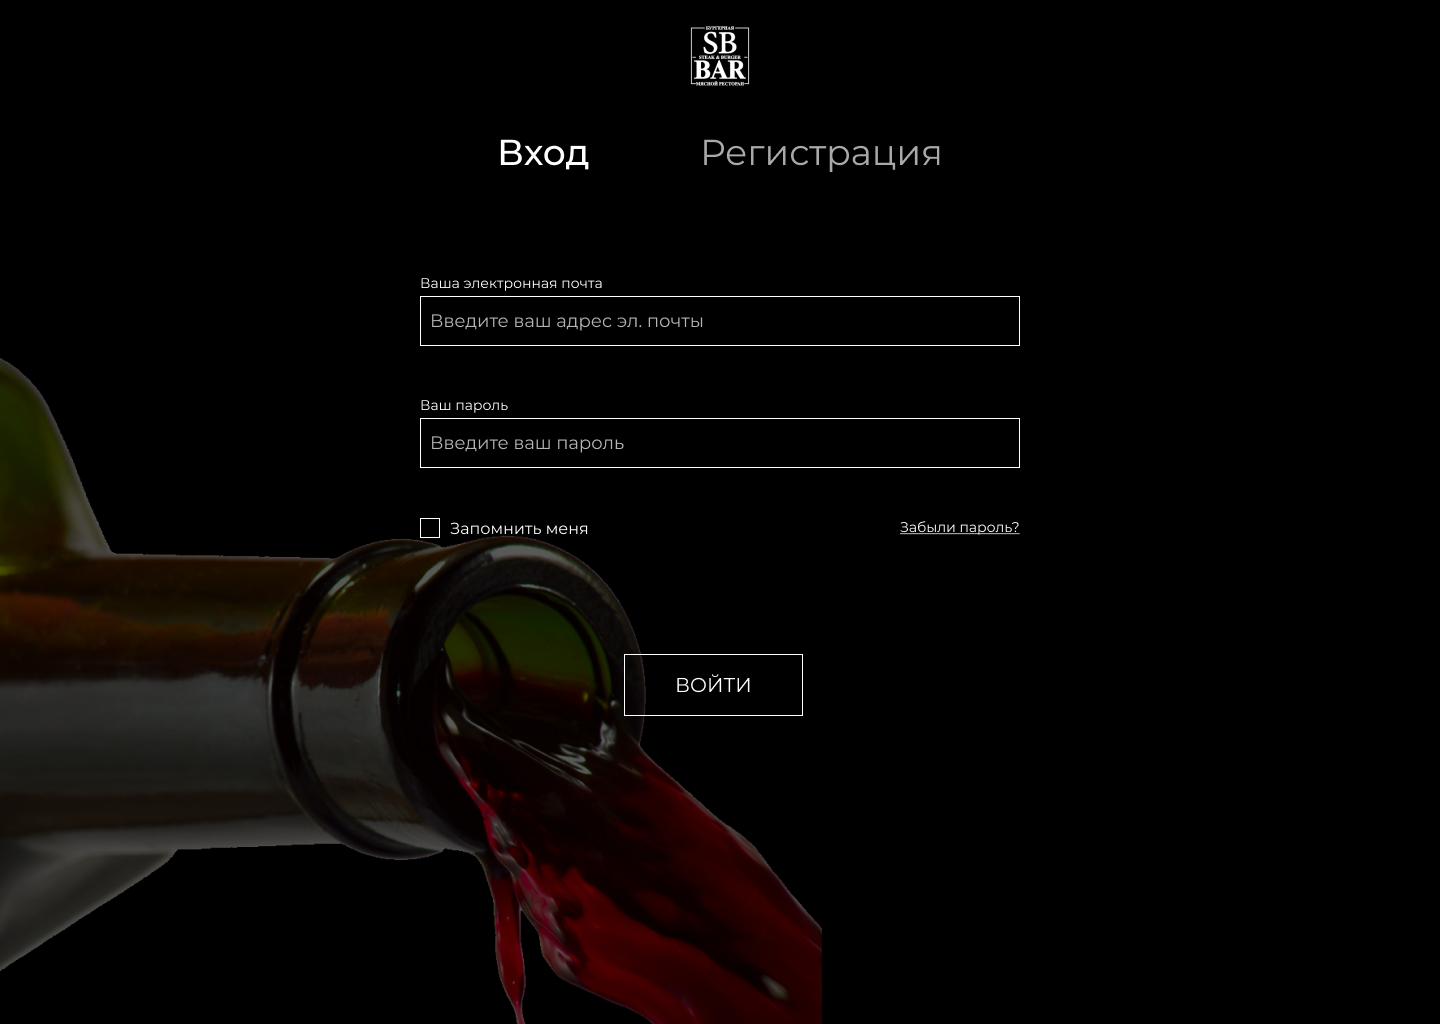 БУРГЕРНАЯ
SB
STEAK & BURGER
BAR
МЯСНОЙ РЕСТОРАН
Вход Регистрация
Ваша электронная почта
Введите ваш адрес эл. почты
Ваш пароль
Введите ваш пароль
Запомнить меня Забыли пароль?
ВОЙТИ